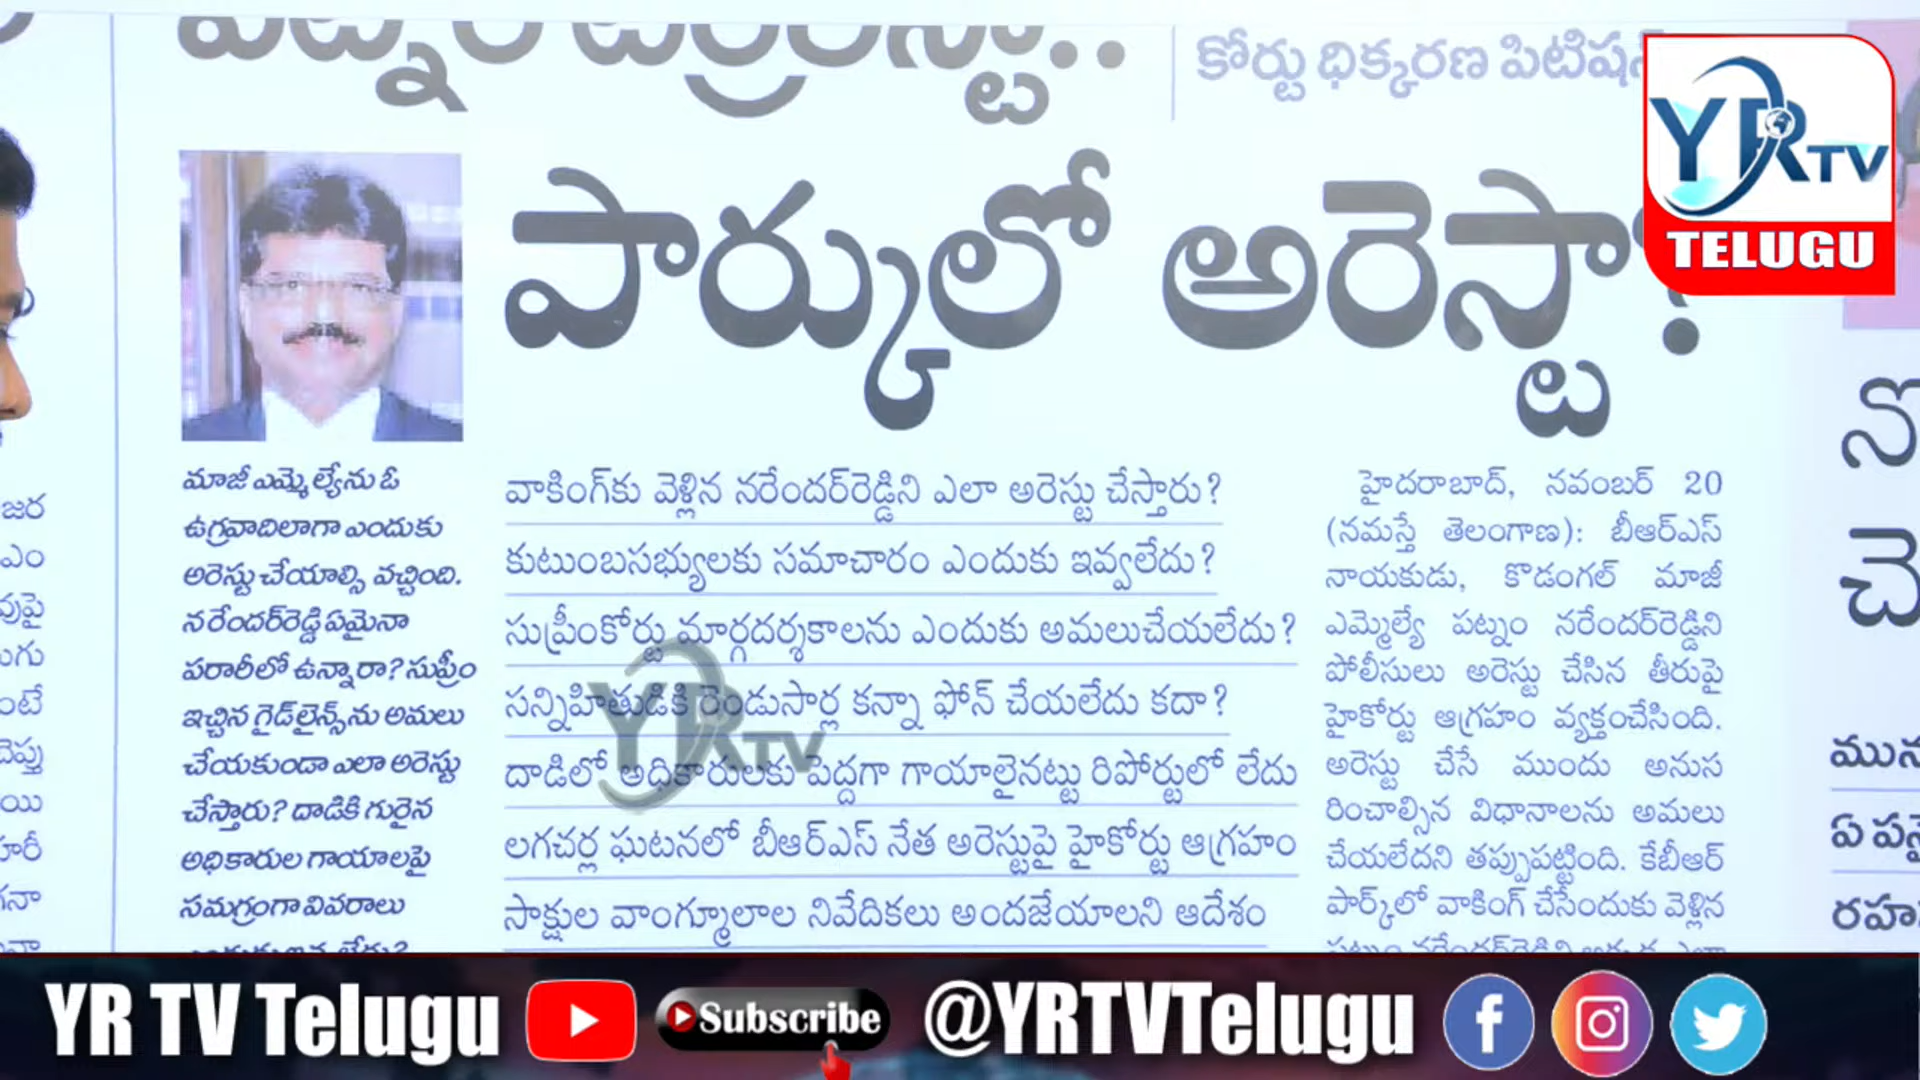 కోర్టు ధిక్కరణ
YRTV
TELUGU
పార్కులో అరెస్టా?
మాజీ ఎమ్మెల్యేను ఓ
ఉగ్రవాదిలాగా ఎందుకు
అరెస్టు చేయాల్సి వచ్చింది.
నరేందర్‌రెడ్డి ఏమైనా
పరారీలో ఉన్నారా? సుప్రీం
ఇచ్చిన గైడ్‌లైన్స్‌ను అమలు
చేయకుండా ఎలా అరెస్టు
చేస్తారు? దాడికి గురైన
అధికారుల గాయాలపై
సమగ్రంగా వివరాలు
వాకింగ్‌కు వెళ్లిన నరేందర్‌రెడ్డిని ఎలా అరెస్టు చేస్తారు?
కుటుంబసభ్యులకు సమాచారం ఎందుకు ఇవ్వలేదు?
సుప్రీంకోర్టు మార్గదర్శకాలను ఎందుకు అమలుచేయలేదు?
సన్నిహితుడికి రెండుసార్ల కన్నా ఫోన్ చేయలేదు కదా?
దాడిలో అధికారులకు పెద్దగా గాయాలైనట్టు రిపోర్టులో లేదు
లగచర్ల ఘటనలో బీఆర్ఎస్ నేత అరెస్టుపై హైకోర్టు ఆగ్రహం
సాక్షుల వాంగ్మూలాల నివేదికలు అందజేయాలని ఆదేశం
YRTV
హైదరాబాద్, నవంబర్ 20
(నమస్తే తెలంగాణ): బీఆర్ఎస్
నాయకుడు, కొడంగల్ మాజీ
ఎమ్మెల్యే పట్నం నరేందర్‌రెడ్డిని
పోలీసులు అరెస్టు చేసిన తీరుపై
హైకోర్టు ఆగ్రహం వ్యక్తంచేసింది.
అరెస్టు చేసే ముందు అనుస
రించాల్సిన విధానాలను అమలు
చేయలేదని తప్పుపట్టింది. కేబీఆర్
పార్క్‌లో వాకింగ్ చేసేందుకు వెళ్లిన
YR TV Telugu Subscribe @YRTVTelugu